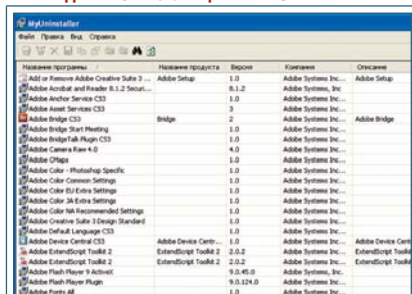 MyUninstaller
Файл Правка Вид Справка
Название программы Название продукта Версия Компания Описание
Add or Remove Adobe Creative Suite 3 ... Adobe Setup 1.0 Adobe Systems Inc... Adobe Setup
Adobe Acrobat and Reader 8.1.2 Securi... 8.1.2 Adobe Systems, Inc
Adobe Anchor Service CS3 1.0 Adobe Systems Inc...
Adobe Asset Services CS3 3 Adobe Systems Inc...
Adobe Bridge CS3 Bridge 2 Adobe Systems Inc... Adobe Bridge
Adobe Bridge Start Meeting 1.0 Adobe Systems Inc...
Adobe BridgeTalk Plugin CS3 1.0 Adobe Systems Inc...
Adobe Camera Raw 4.0 4.0 Adobe Systems Inc...
Adobe CMaps 1.0 Adobe Systems Inc...
Adobe Color - Photoshop Specific 1.0 Adobe Systems Inc...
Adobe Color Common Settings 1.0 Adobe Systems Inc...
Adobe Color EU Extra Settings 1.0 Adobe Systems Inc...
Adobe Color JA Extra Settings 1.0 Adobe Systems Inc...
Adobe Color NA Recommended Settings 1.0 Adobe Systems Inc...
Adobe Creative Suite 3 Design Standard 1.0 Adobe Systems Inc...
Adobe Default Language CS3 1.0 Adobe Systems Inc...
Adobe Device Central CS3 Adobe Device Centr... 1.0 Adobe Systems Inc... Adobe Device Cent
Adobe ExtendScript Toolkit 2 ExtendScript Toolkit 2 2.0.2 Adobe Systems Inc... ExtendScript Toolk
Adobe ExtendScript Toolkit 2 ExtendScript Toolkit 2 2.0.2 Adobe Systems Inc... ExtendScript Toolk
Adobe Flash Player 9 ActiveX 9.0.45.0 Adobe Systems, Inc.
Adobe Flash Player Plugin 9.0.124.0 Adobe Systems Inc...
Adobe Fonts All 1.0 Adobe Systems Inc...